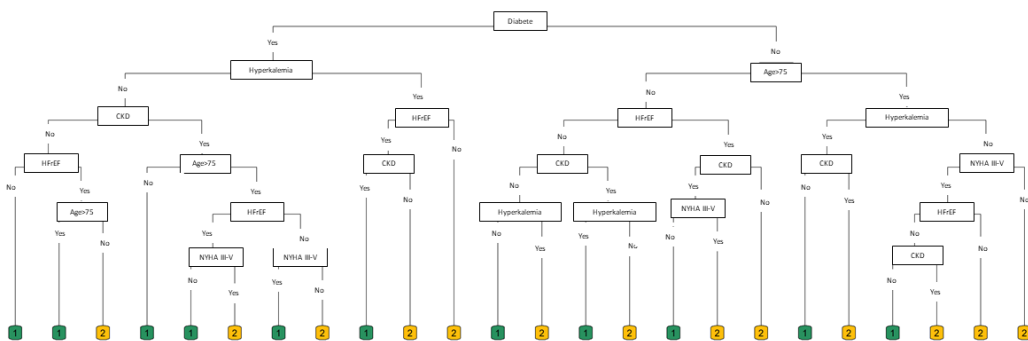 Diabete
Yes No
Hyperkalemia Age>75
No Yes No Yes
CKD HFrEF HFrEF Hyperkalemia
No Yes Yes No No Yes Yes No
HFrEF Age>75 CKD CKD CKD CKD NYHA III-V
No Yes No Yes Yes No No Yes Yes No Yes Yes No
Age>75 HFrEF Hyperkalemia Hyperkalemia NYHA III-V HFrEF
Yes No Yes No No Yes Yes No No Yes Yes No
NYHA III-V NYHA III-V CKD
No Yes Yes No No Yes
1 1 2 1 1 2 1 2 1 2 2 1 2 1 2 1 2 2 1 2 1 2 2 2